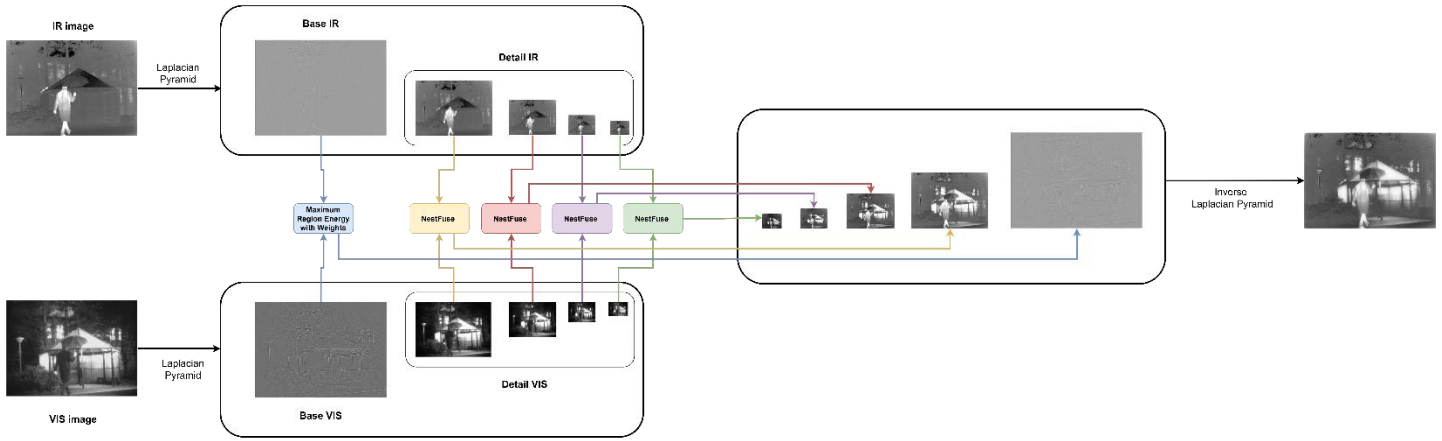 IR image
Laplacian
Pyramid
Base IR
Detail IR
Maximum
Region Energy
with Weights
NestFuse
NestFuse
NestFuse
NestFuse
Inverse
Laplacian Pyramid
Laplacian
Pyramid
VIS image
Detail VIS
Base VIS